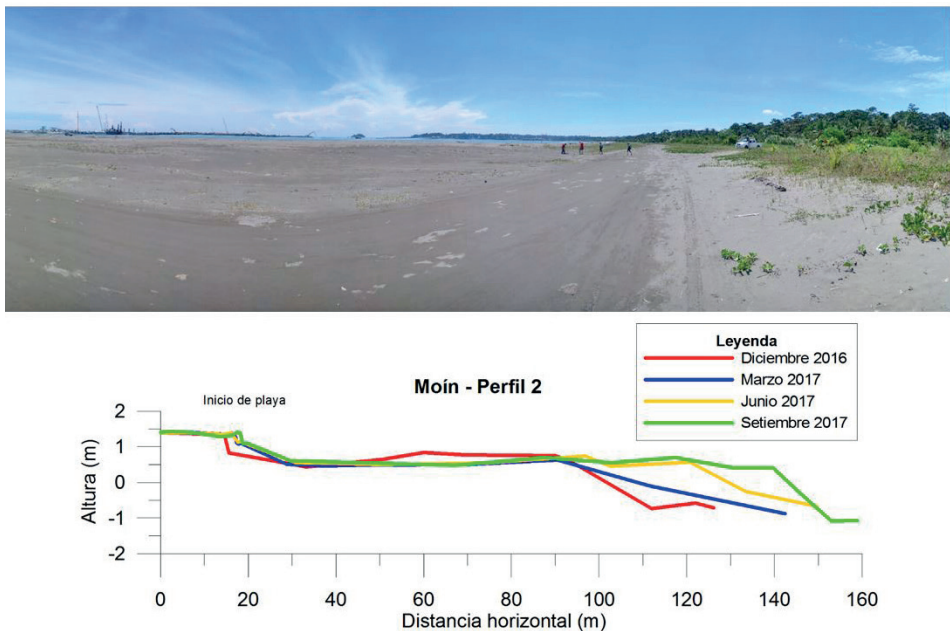 Leyenda
Diciembre 2016
Marzo 2017
Junio 2017
Setiembre 2017
Moín - Perfil 2
Inicio de playa
Altura (m)
2
1
0
-1
-2
0 20 40 60 80 100 120 140 160
Distancia horizontal (m)